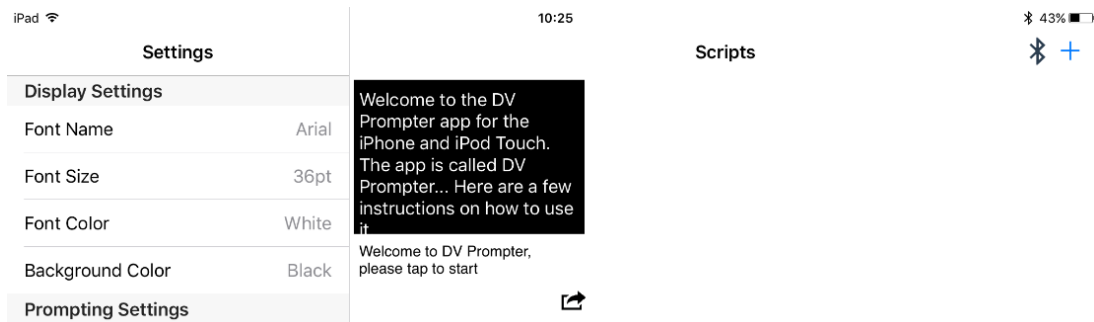 iPad 10:25 43%
Settings
Scripts
Display Settings
Font Name Arial
Font Size 36pt
Font Color White
Background Color Black
Prompting Settings
Welcome to the DV
Prompter app for the
iPhone and iPod Touch.
The app is called DV
Prompter... Here are a few
instructions on how to use
it
Welcome to DV Prompter,
please tap to start